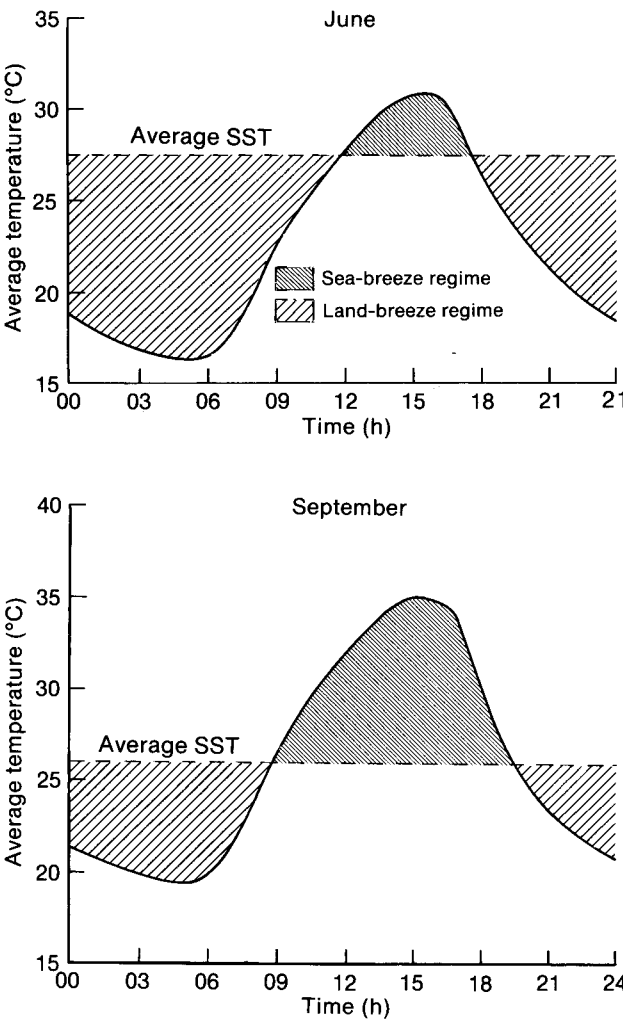 June
35
30
25
20
15
Average temperature (°C)
Average SST
Sea-breeze regime
Land-breeze regime
00 03 06 09 12 15 18 21 21
Time (h)
September
40
35
30
25
20
15
Average temperature (°C)
Average SST
00 03 06 09 12 15 18 21 24
Time (h)